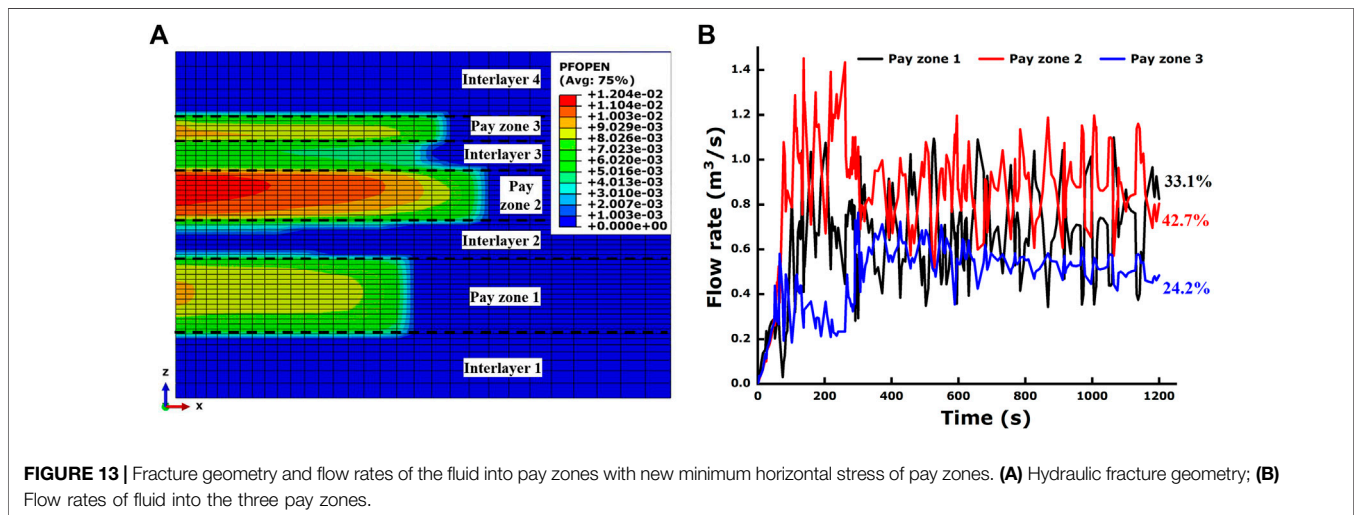 A
PFOPEN
(Avg: 75%)
+1.204e-02
+1.104e-02
+1.003e-02
+9.029e-03
+8.026e-03
+7.023e-03
+6.020e-03
+5.016e-03
+4.013e-03
+3.010e-03
+2.007e-03
+1.003e-03
+0.000e+00
Interlayer 4
Pay zone 3
Interlayer 3
Pay
zone 2
Interlayer 2
Pay zone 1
Interlayer 1
z
x
B
Pay zone 1 Pay zone 2 Pay zone 3
Flow rate (m³/s)
1.4
1.2
1.0
0.8
0.6
0.4
0.2
0.0
33.1%
42.7%
24.2%
0 200 400 600 800 1000 1200
Time (s)
FIGURE 13 | Fracture geometry and flow rates of the fluid into pay zones with new minimum horizontal stress of pay zones. (A) Hydraulic fracture geometry; (B)
Flow rates of fluid into the three pay zones.